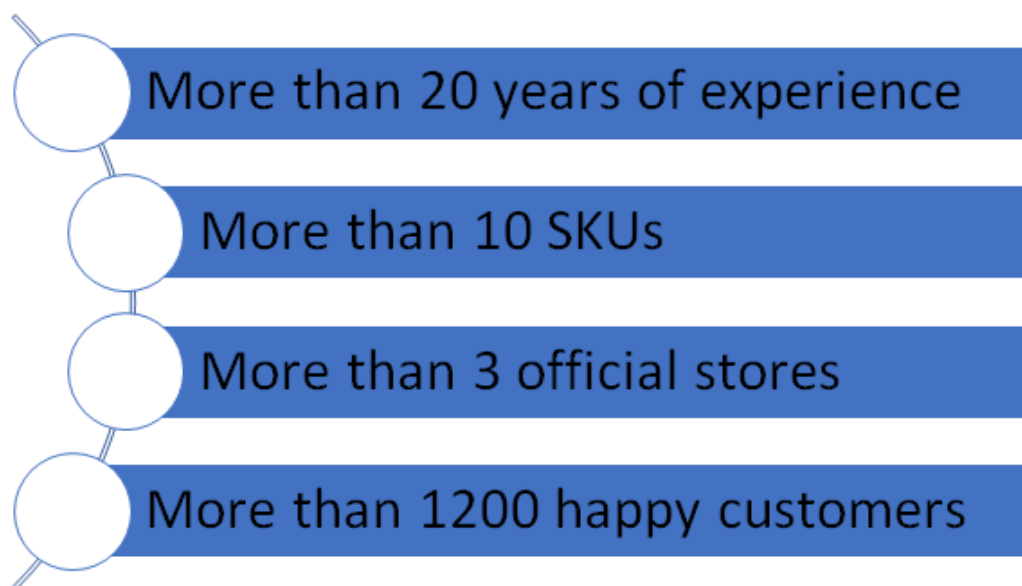 More than 20 years of experience
More than 10 SKUs
More than 3 official stores
More than 1200 happy customers